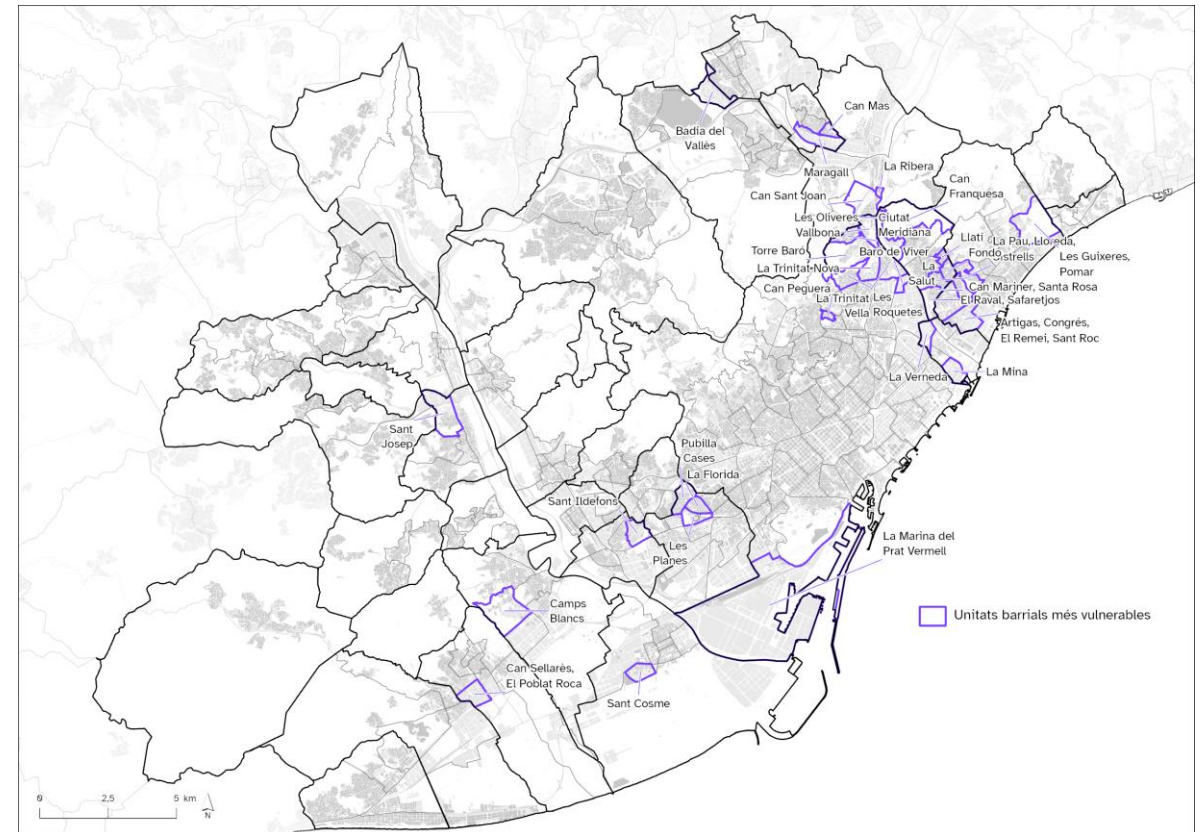 Can Mas
Badia del
Vallès
Maragall
La Ribera
Can Sant Joan
Can
Franquesa
Les Oliveres
Ciutat
Vallbona
Meridiana
Llatí
La Pau, Lloreda,
Torre Baró
Baró de Viver
Fondo
Les Guixeres,
Pomar
La Trinitat Nova
La
Salut
Can Peguera
Can Mariner, Santa Rosa
La Trinitat
Vella
Les
Roquetes
El Raval, Safaretjos
Artigas, Congrés,
El Remei, Sant Roc
La Verneda
La Mina
Sant
Josep
Pubilla
Cases
La Florida
Sant Ildefons
Les
Planes
La Marina del
Prat Vermell
Camps
Blancs
Unitats barrials més vulnerables
Can Sellarès,
El Poblat Roca
Sant Cosme
0 2,5 5 km
N